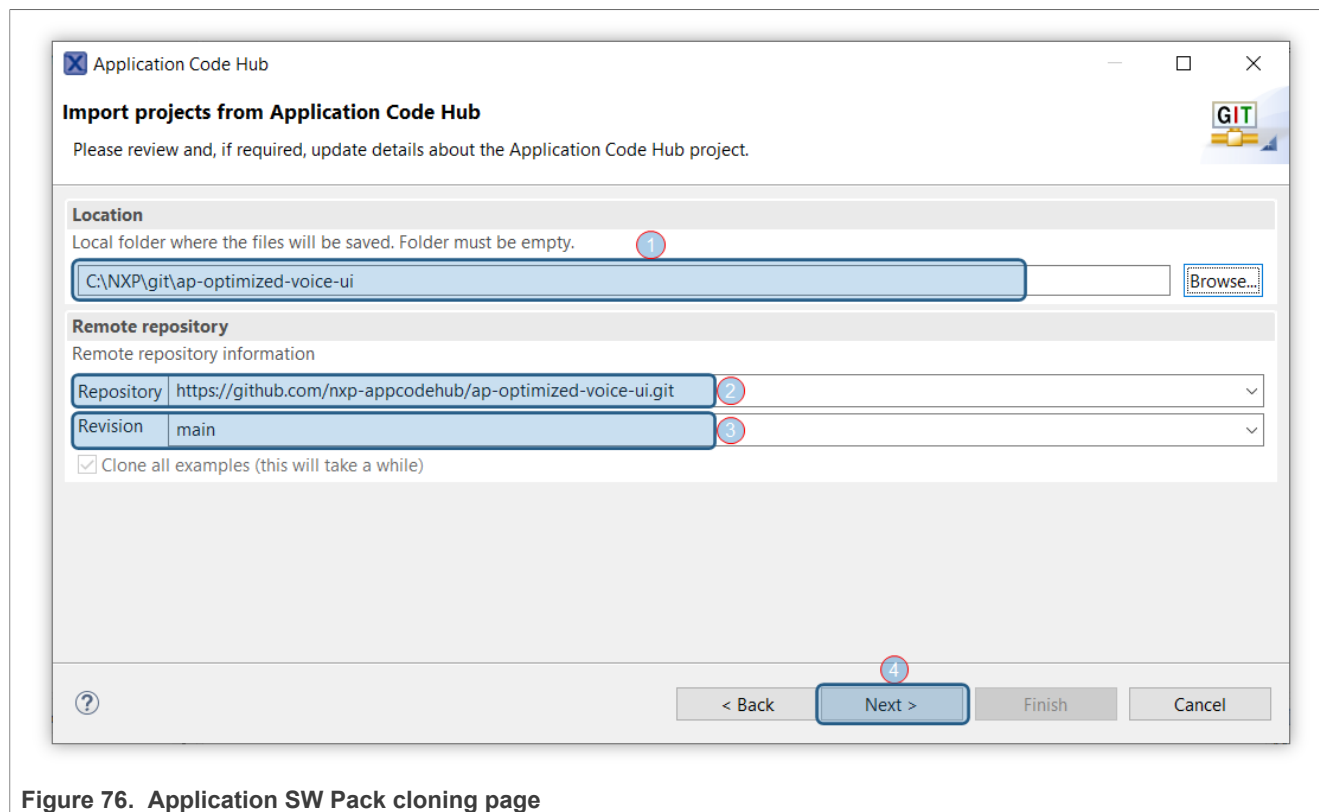 Application Code Hub
Import projects from Application Code Hub
GIT
Please review and, if required, update details about the Application Code Hub project.
Location
Local folder where the files will be saved. Folder must be empty.
1
C:\NXP\git\ap-optimized-voice-ui
Browse...
Remote repository
Remote repository information
Repository https://github.com/nxp-appcodehub/ap-optimized-voice-ui.git 2
Revision main 3
Clone all examples (this will take a while)
4
? < Back Next > Finish Cancel
Figure 76. Application SW Pack cloning page